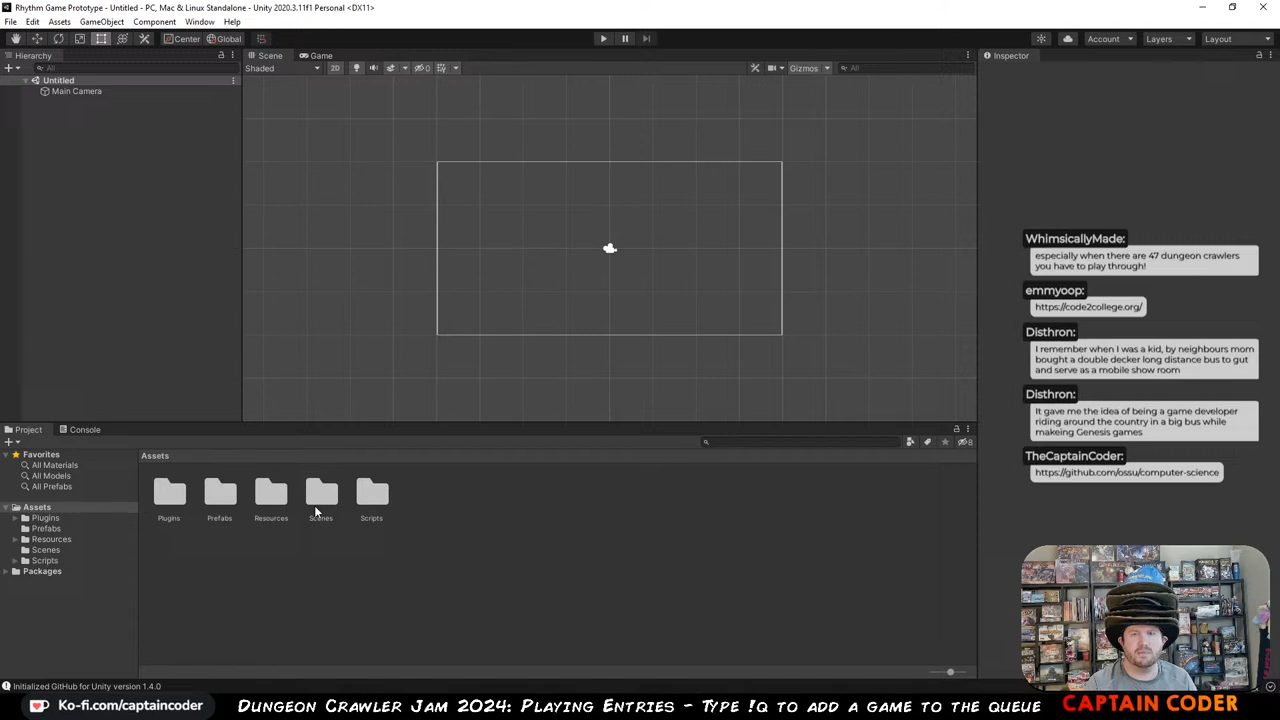 Rhythm Game Prototype - Untitled - PC, Mac & Linux Standalone - Unity 2020.3.11f1 Personal <DX11>
File Edit Assets GameObject Component Window Help
Center Global Account Layers Layout
Hierarchy Scene Game Inspector
All Shaded 2D 0 Gizmos All
Untitled
Main Camera
WhimsicallyMade:
especially when there are 47 dungeon crawlers
you have to play through!
emmyoop:
https://code2college.org/
Disthron:
I remember when I was a kid, by neighbours mom
bought a double decker long distance bus to gut
and serve as a mobile show room
Disthron:
It gave me the idea of being a game developer
riding around the country in a big bus while
makeing Genesis games
TheCaptainCoder:
https://github.com/ossu/computer-science
Project Console
8
Favorites
All Materials
All Models
All Prefabs
Assets
Plugins
Prefabs
Resources
Scenes
Scripts
Packages
Assets
Plugins Prefabs Resources Scenes Scripts
Initialized GitHub for Unity version 1.4.0
Ko-fi.com/captaincoder
Dungeon Crawler Jam 2024: Playing Entries - Type !q to add a game to the queue
CAPTAIN CODER